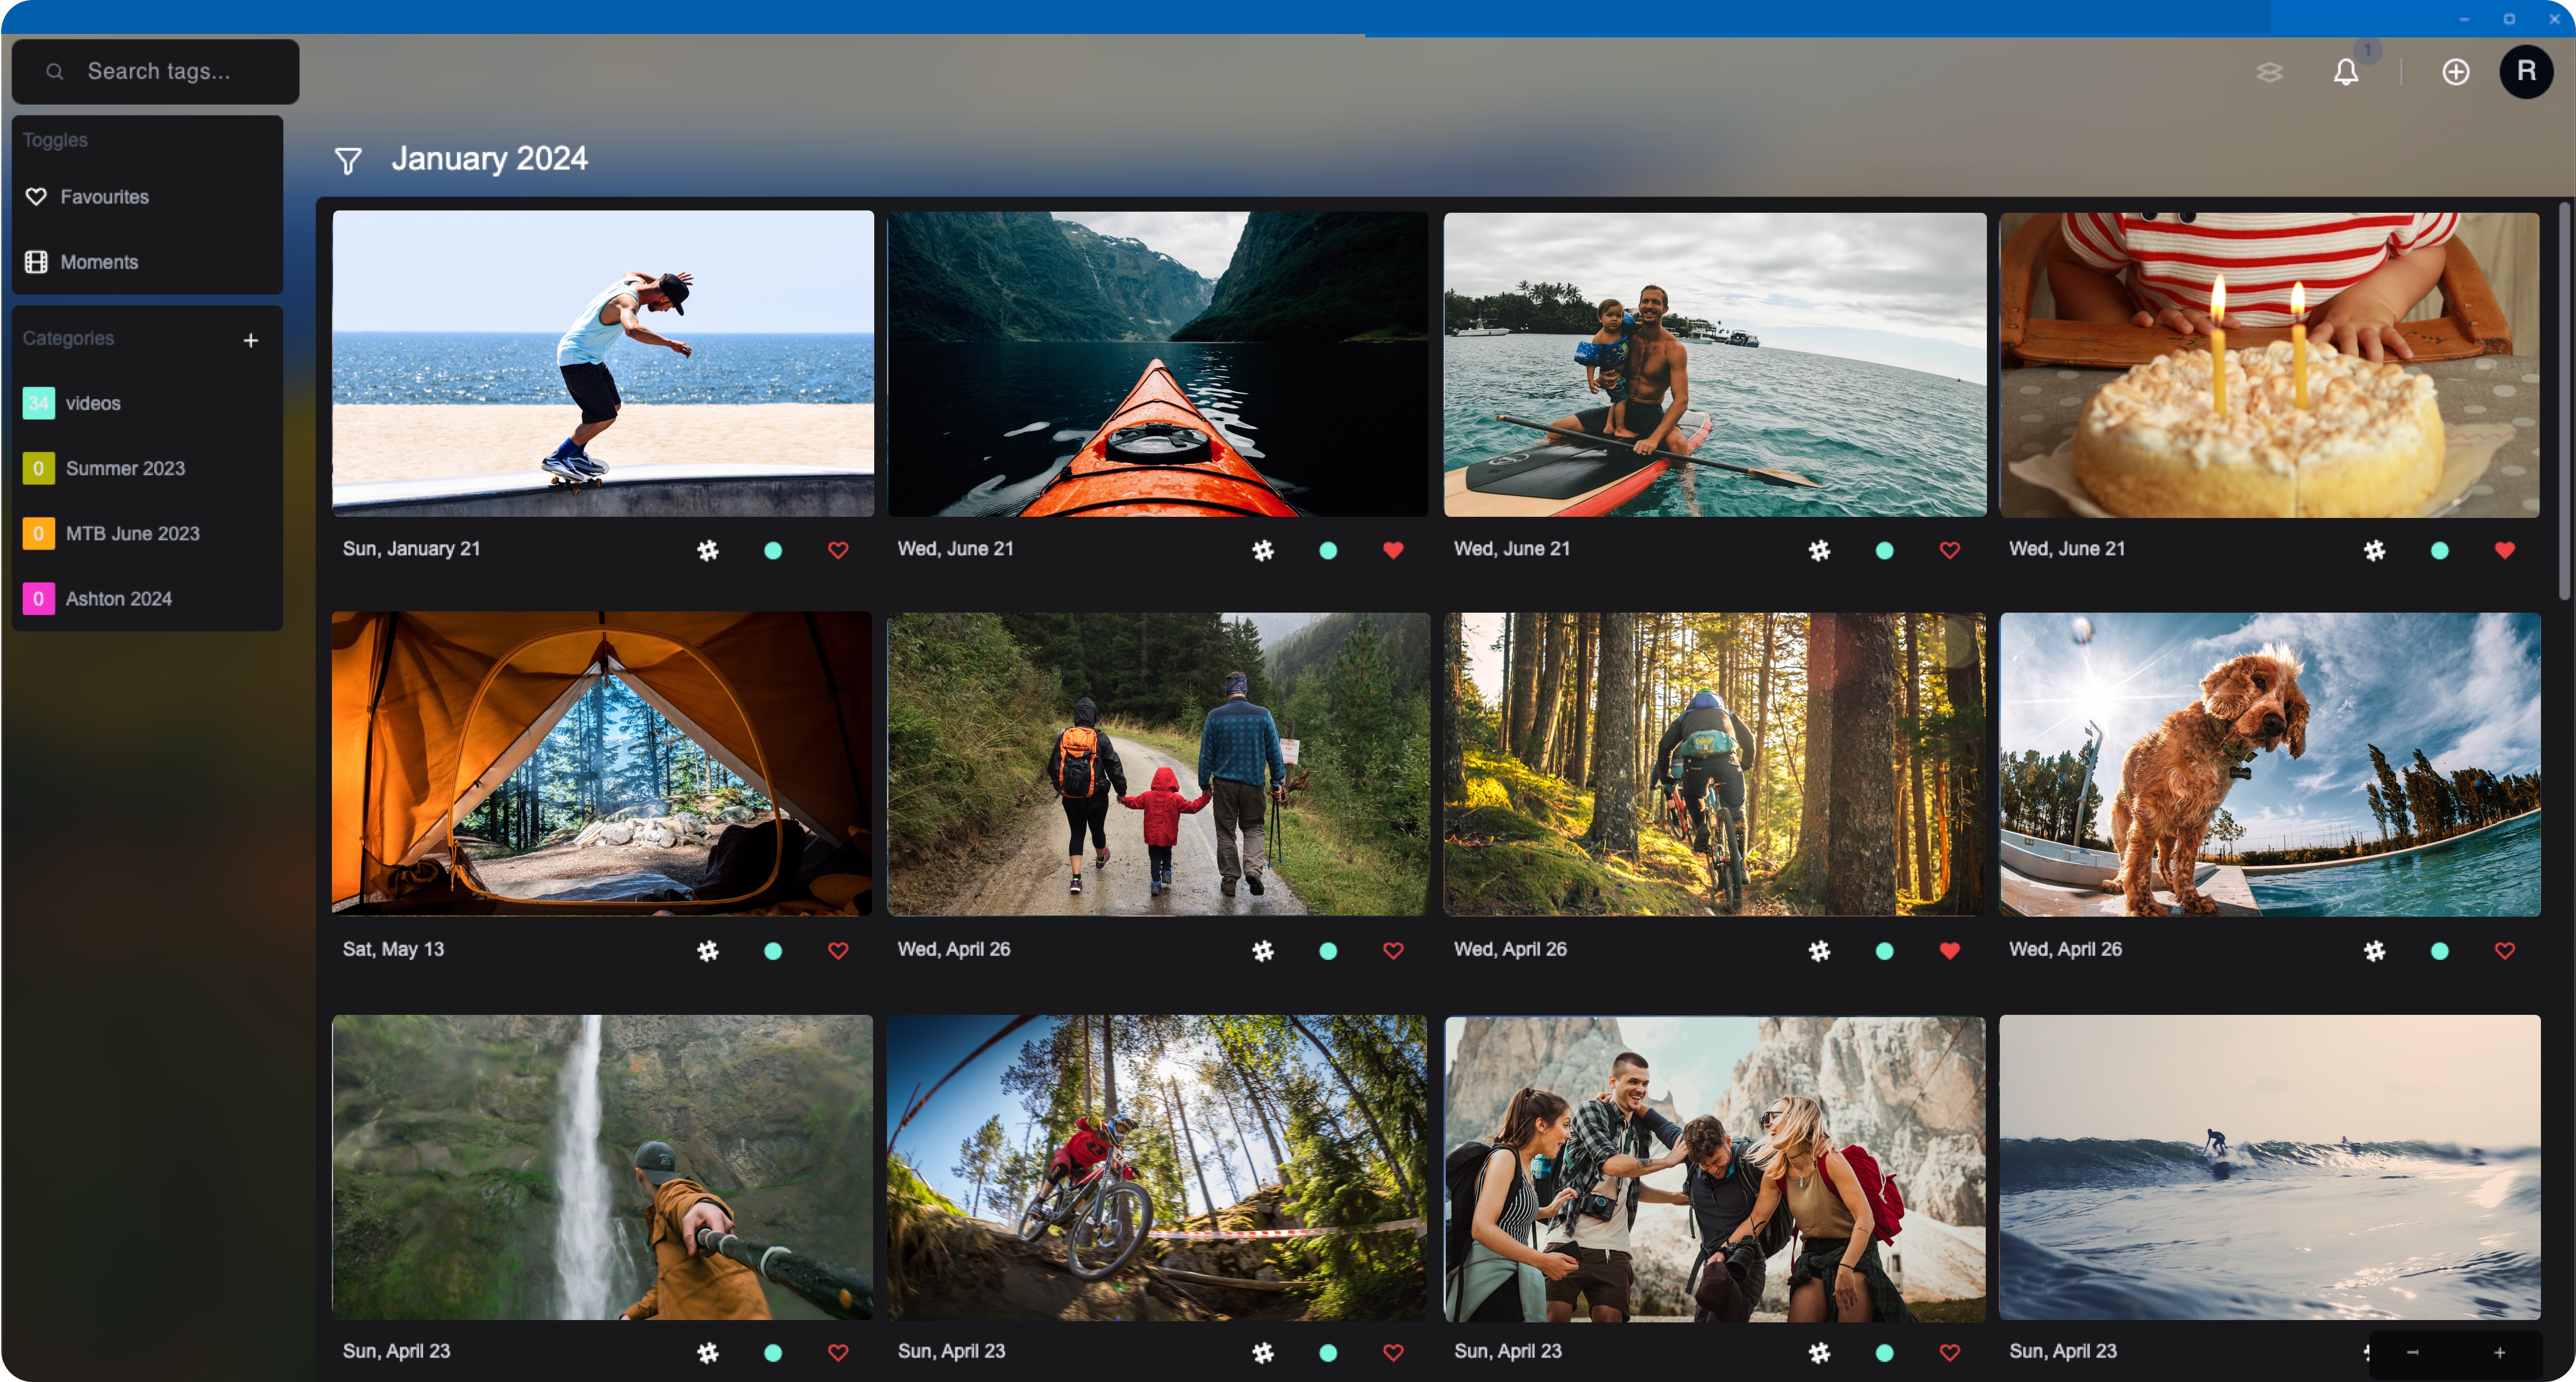 Search tags...
1
R
Toggles
Favourites
Moments
Categories
+
34 videos
0 Summer 2023
0 MTB June 2023
0 Ashton 2024
January 2024
Sun, January 21
Wed, June 21
Wed, June 21
Wed, June 21
Sat, May 13
Wed, April 26
Wed, April 26
Wed, April 26
Sun, April 23
Sun, April 23
Sun, April 23
Sun, April 23